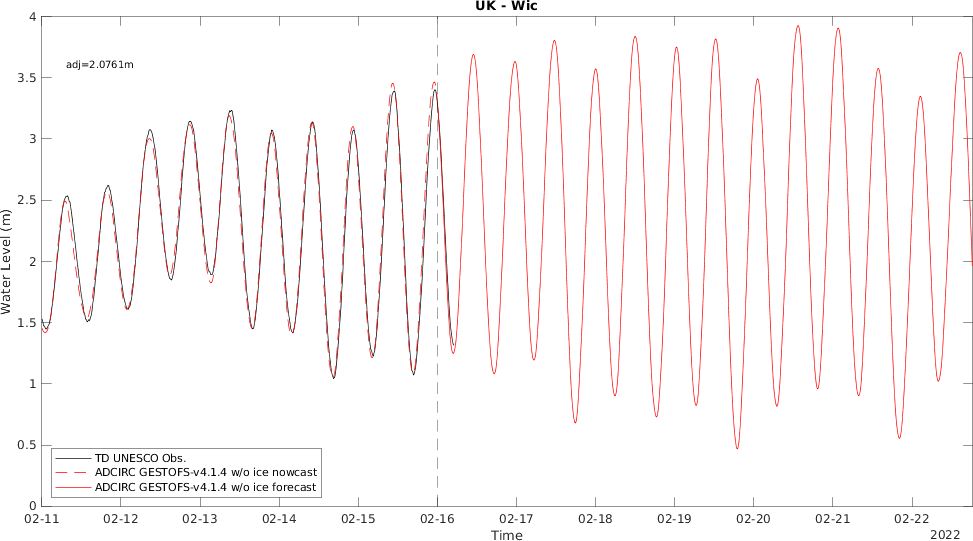 UK - Wic
4
adj=2.0761m
3.5
3
2.5
2
1.5
1
0.5
0
Water Level (m)
TD UNESCO Obs.
ADCIRC GESTOFS-v4.1.4 w/o ice nowcast
ADCIRC GESTOFS-v4.1.4 w/o ice forecast
02-11 02-12 02-13 02-14 02-15 02-16 02-17 02-18 02-19 02-20 02-21 02-22
Time
2022